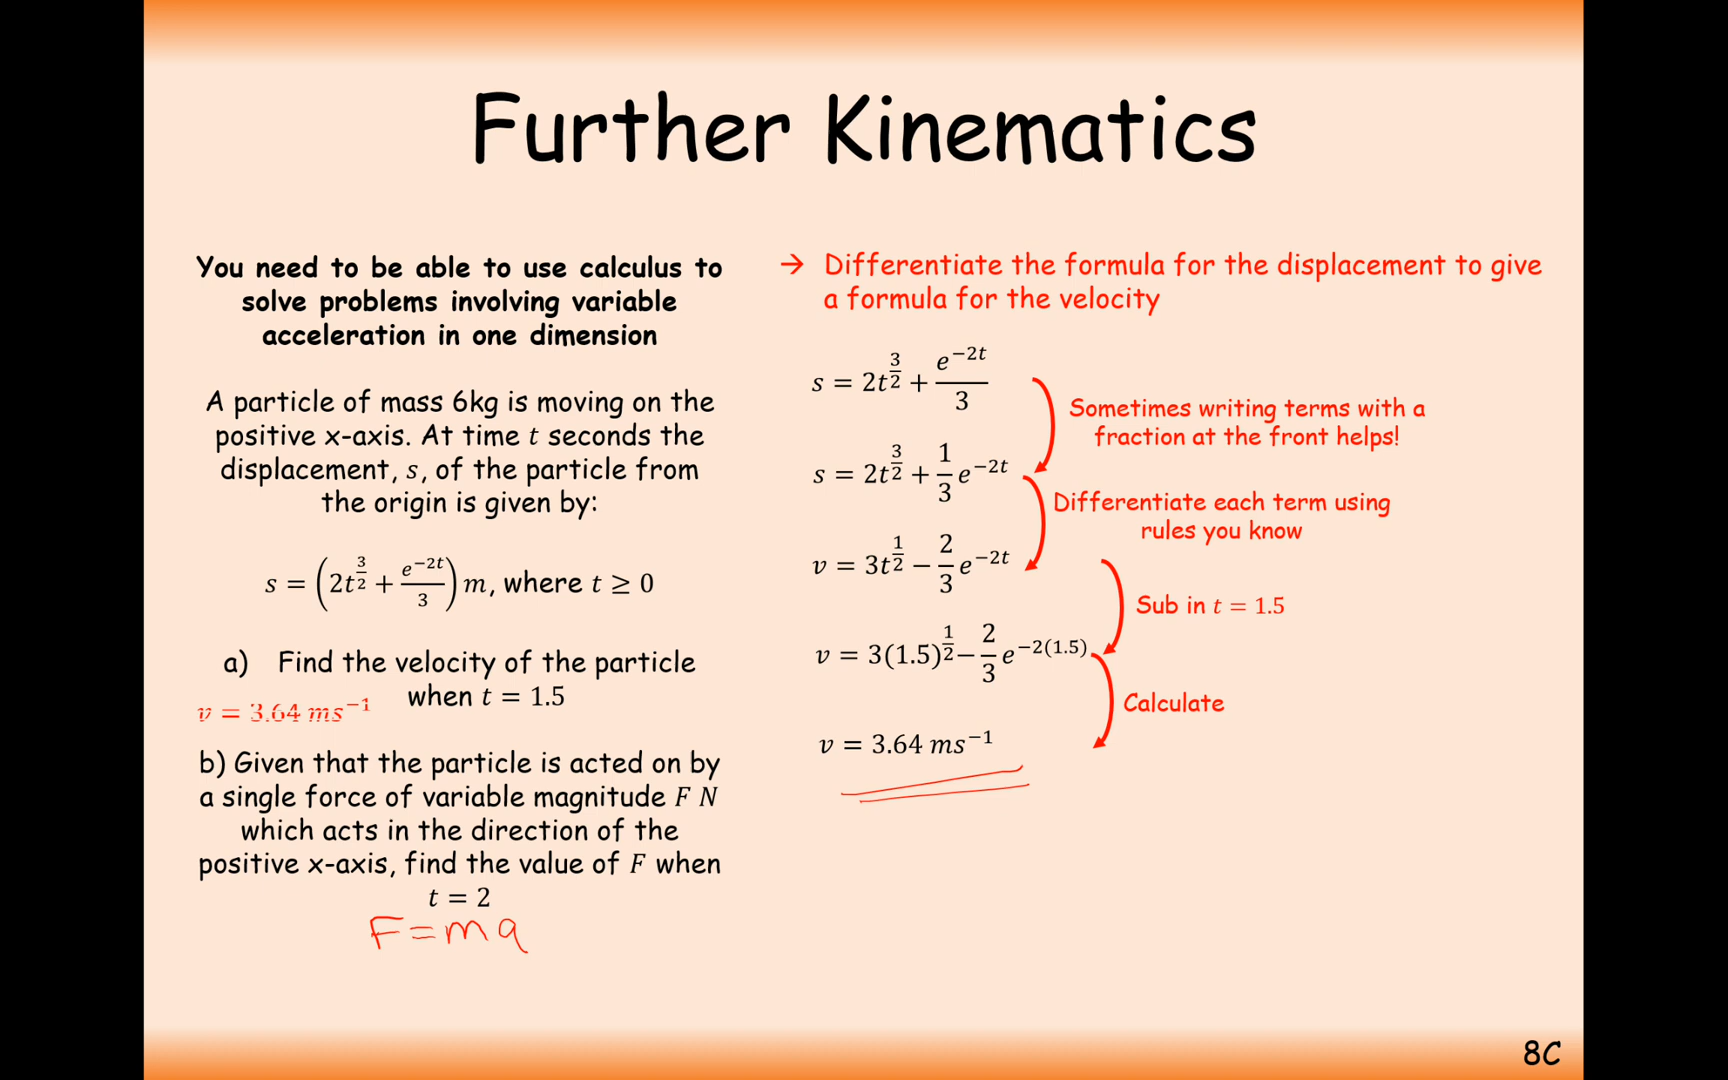 Further Kinematics
You need to be able to use calculus to
solve problems involving variable
acceleration in one dimension
A particle of mass 6kg is moving on the
positive x-axis. At time t seconds the
displacement, s, of the particle from
the origin is given by:
s = (2t^(3/2) + e^(−2t)/3) m, where t ≥ 0
a) Find the velocity of the particle
when t = 1.5
v = 3.64 ms⁻¹
b) Given that the particle is acted on by
a single force of variable magnitude F N
which acts in the direction of the
positive x-axis, find the value of F when
t = 2
F = ma
→ Differentiate the formula for the displacement to give
a formula for the velocity
s = 2t^(3/2) + e^(−2t)/3
Sometimes writing terms with a
fraction at the front helps!
s = 2t^(3/2) + 1/3 e^(−2t)
Differentiate each term using
rules you know
v = 3t^(1/2) − 2/3 e^(−2t)
Sub in t = 1.5
v = 3(1.5)^(1/2) − 2/3 e^(−2(1.5))
Calculate
v = 3.64 ms⁻¹
8C